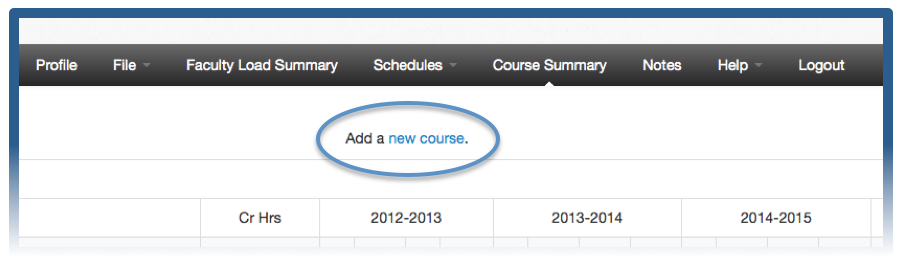 Profile File Faculty Load Summary Schedules Course Summary Notes Help Logout
Add a new course.
Cr Hrs 2012-2013 2013-2014 2014-2015